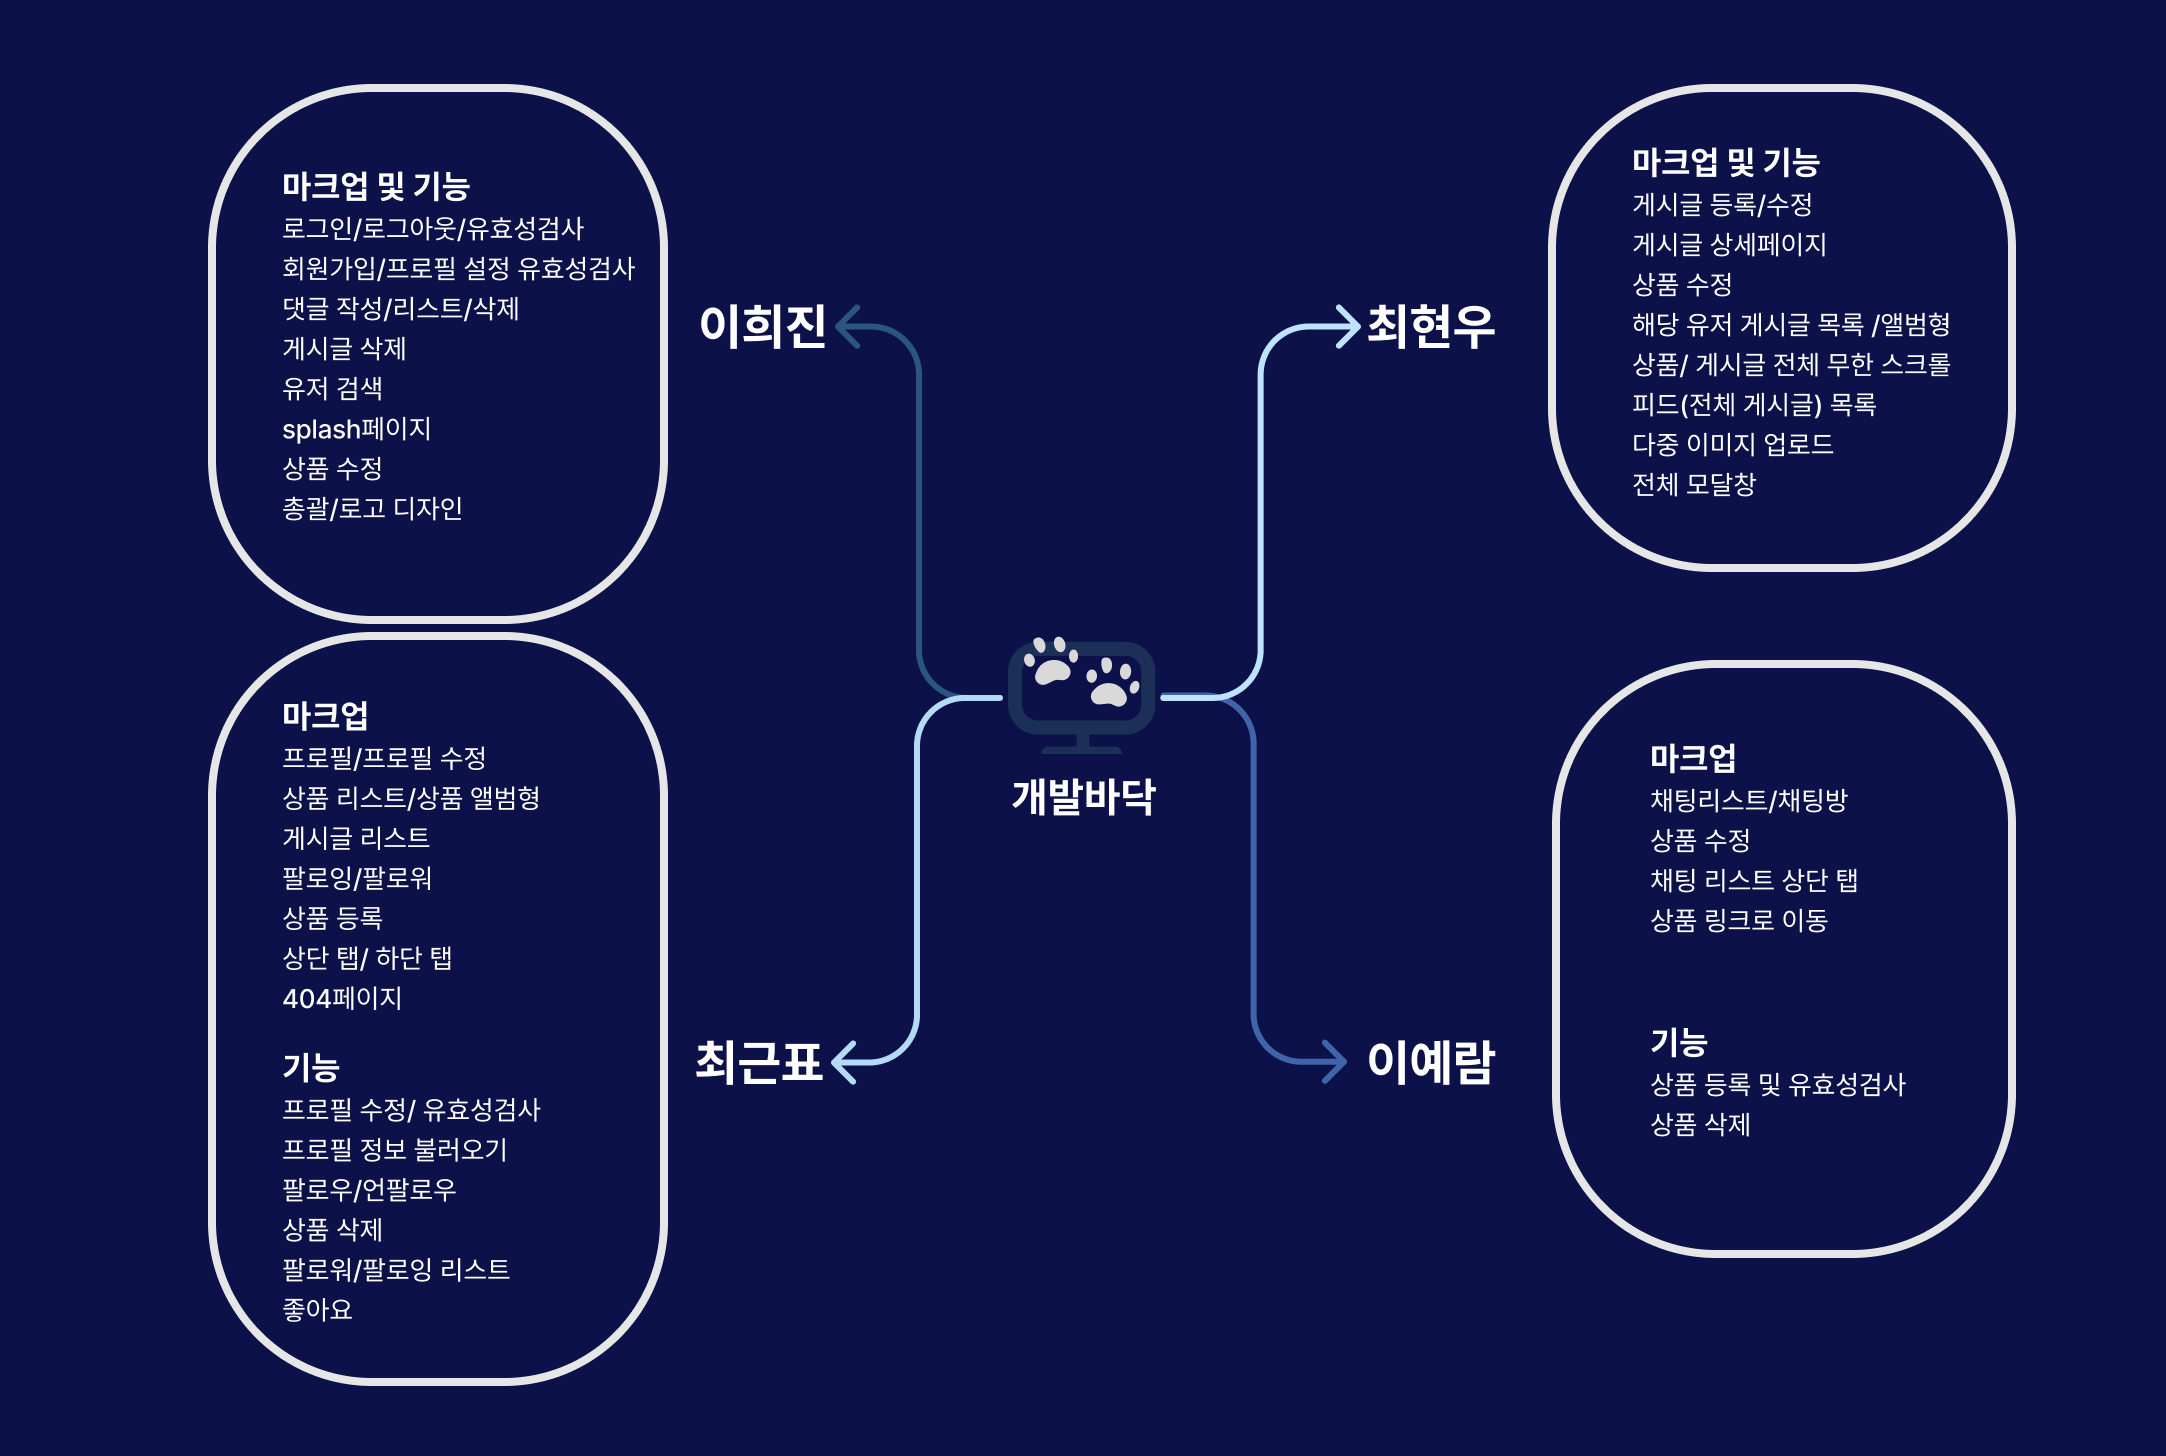 마크업 및 기능
로그인/로그아웃/유효성검사
회원가입/프로필 설정 유효성검사
댓글 작성/리스트/삭제
게시글 삭제
유저 검색
splash페이지
상품 수정
총괄/로고 디자인
이희진
최현우
마크업 및 기능
게시글 등록/수정
게시글 상세페이지
상품 수정
해당 유저 게시글 목록 /앨범형
상품/ 게시글 전체 무한 스크롤
피드(전체 게시글) 목록
다중 이미지 업로드
전체 모달창
개발바닥
마크업
프로필/프로필 수정
상품 리스트/상품 앨범형
게시글 리스트
팔로잉/팔로워
상품 등록
상단 탭/ 하단 탭
404페이지
기능
프로필 수정/ 유효성검사
프로필 정보 불러오기
팔로우/언팔로우
상품 삭제
팔로워/팔로잉 리스트
좋아요
최근표
이예람
마크업
채팅리스트/채팅방
상품 수정
채팅 리스트 상단 탭
상품 링크로 이동
기능
상품 등록 및 유효성검사
상품 삭제